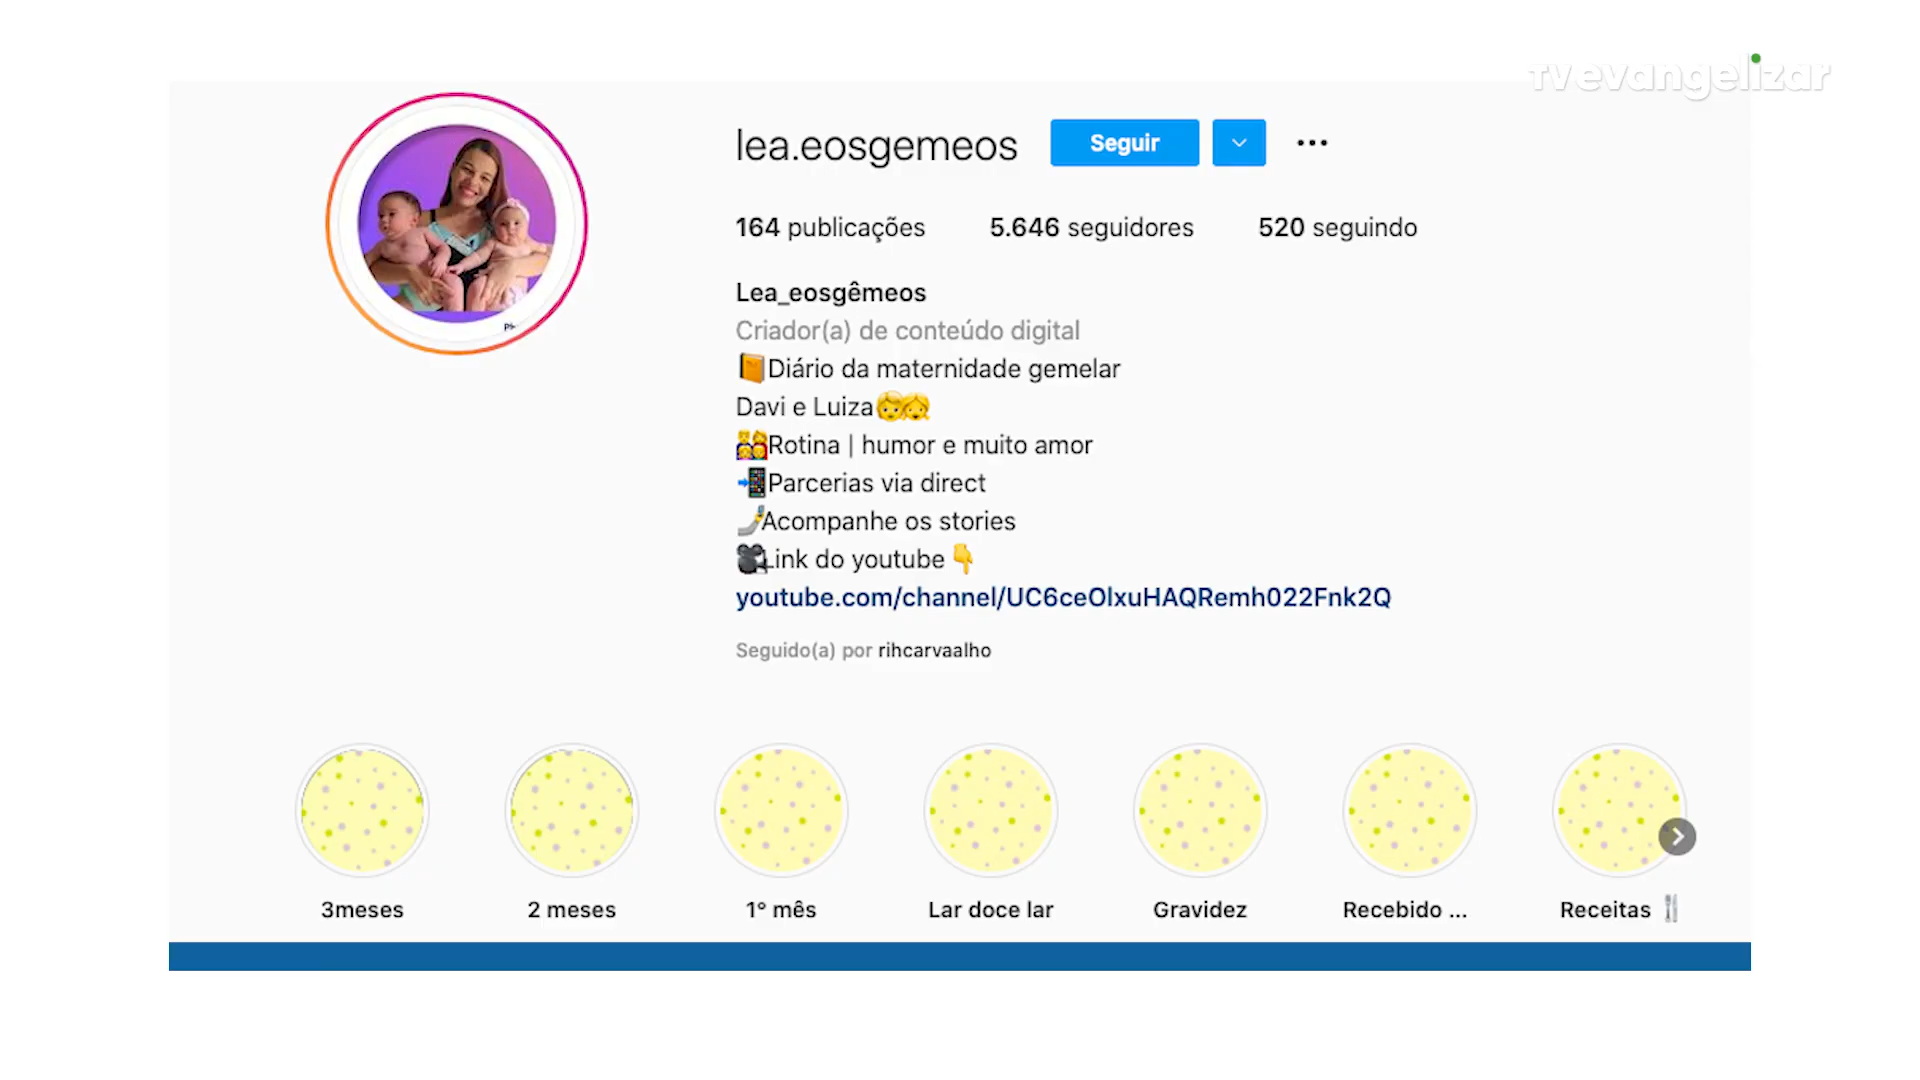 tvevangelizar
lea.eosgemeos
Seguir
164 publicações
5.646 seguidores
520 seguindo
Lea_eosgêmeos
Criador(a) de conteúdo digital
📙Diário da maternidade gemelar
Davi e Luiza🧒👧
👨‍👩‍👧‍👦Rotina | humor e muito amor
📲Parcerias via direct
🤳Acompanhe os stories
🎥Link do youtube👇
youtube.com/channel/UC6ceOlxuHAQRemh022Fnk2Q
Seguido(a) por rihcarvaalho
3meses
2 meses
1° mês
Lar doce lar
Gravidez
Recebido ...
Receitas 🍴